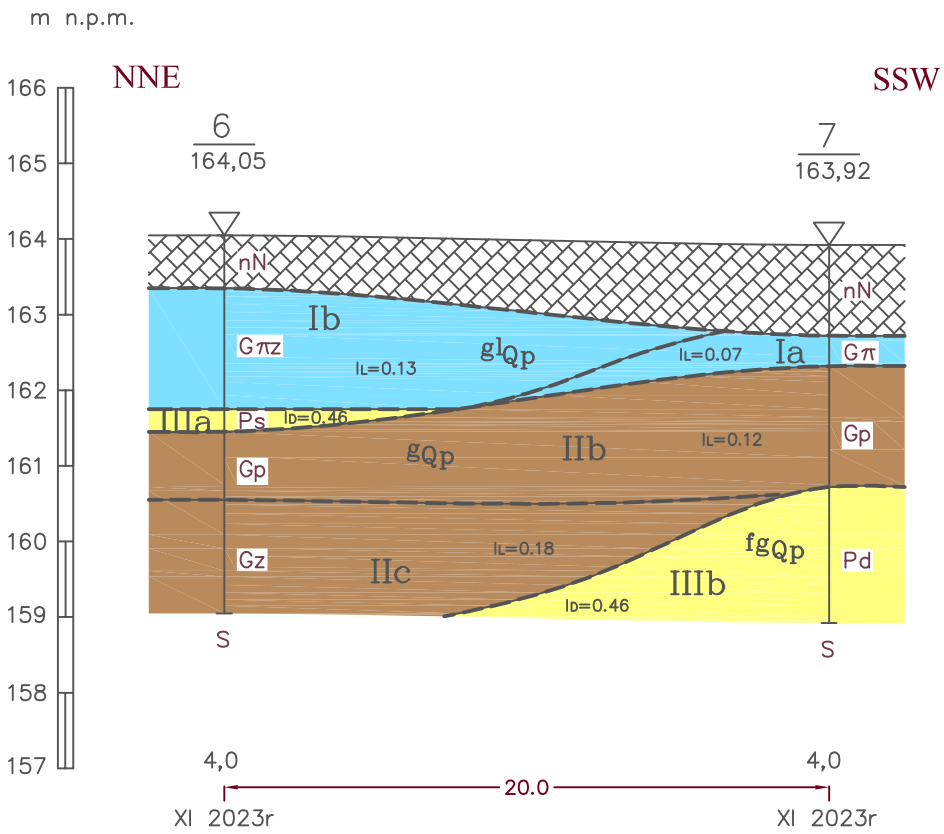 m n.p.m.
NNE
SSW
166
165
164
163
162
161
160
159
158
157
6
164,05
7
163,92
nN
nN
Ib
Gπz
glQp
IL=0.13
IL=0.07
Ia
Gπ
IIIa
Ps
ID=0.46
gQp
IIb
IL=0.12
Gp
Gp
Gz
IIc
IL=0.18
fgQp
IIIb
ID=0.46
Pd
S
S
4,0
4,0
20.0
XI 2023r
XI 2023r